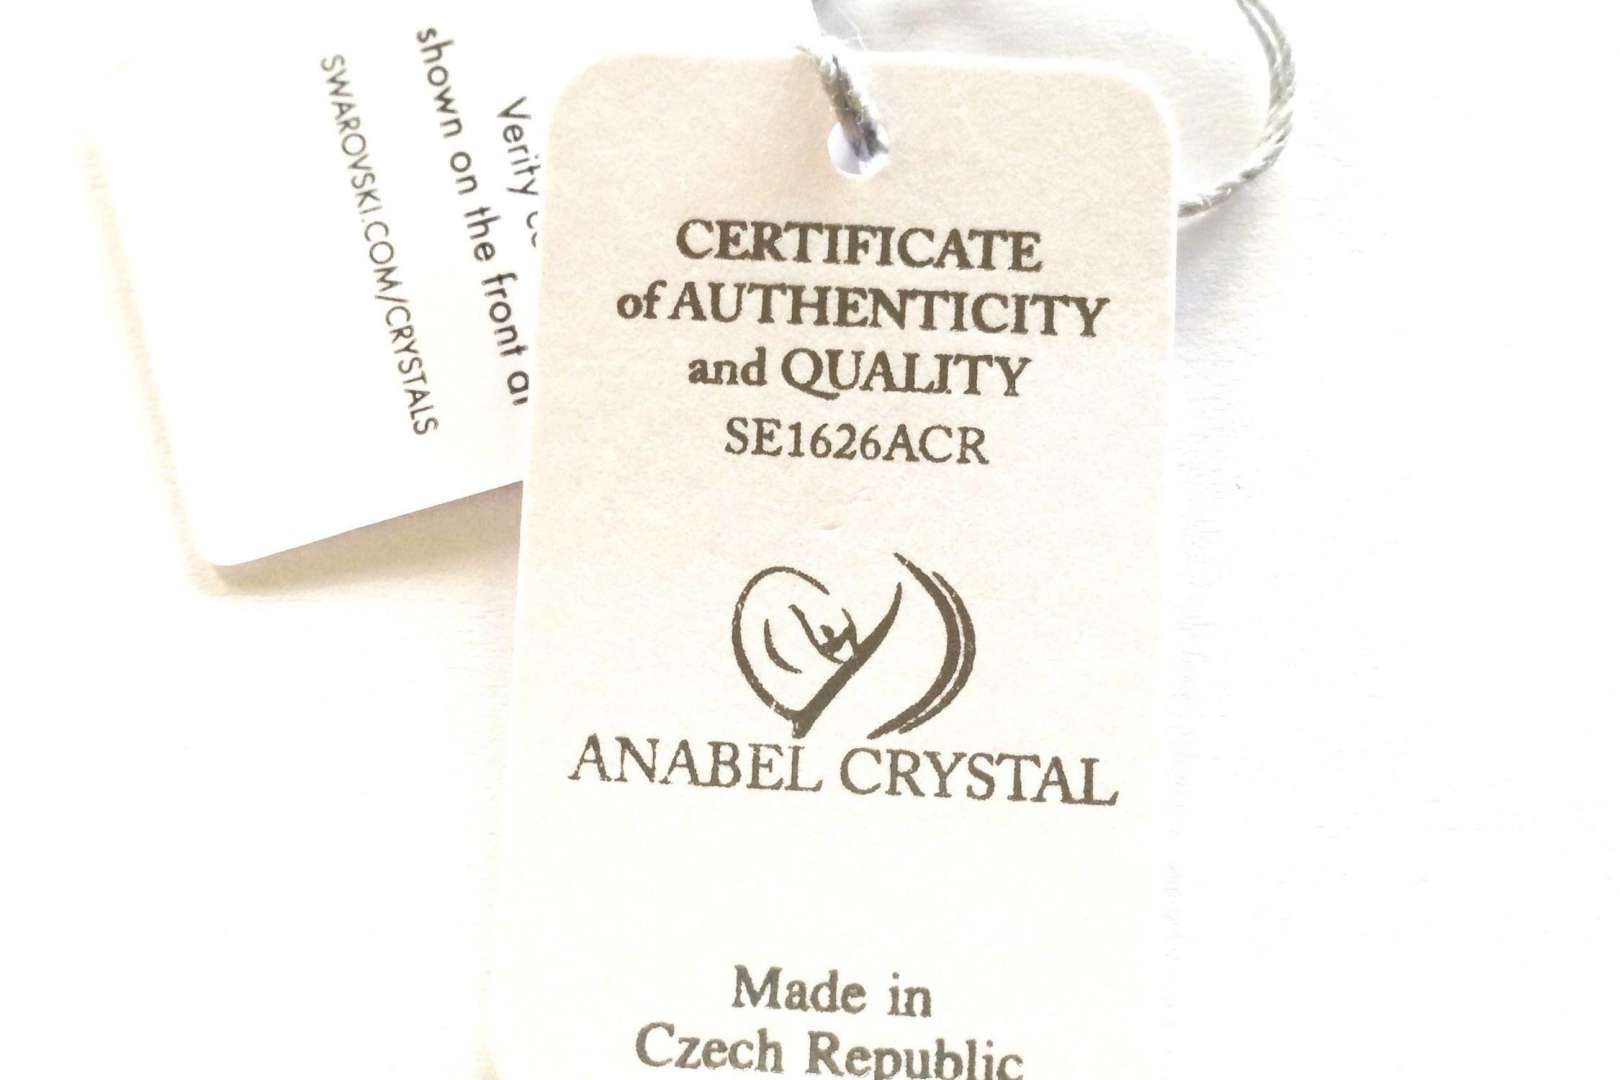 CERTIFICATE
of AUTHENTICITY
and QUALITY
SE1626ACR
ANABEL CRYSTAL
Made in
Czech Republic
Verify
shown on the front
SWAROVSKI.COM/CRYSTALS